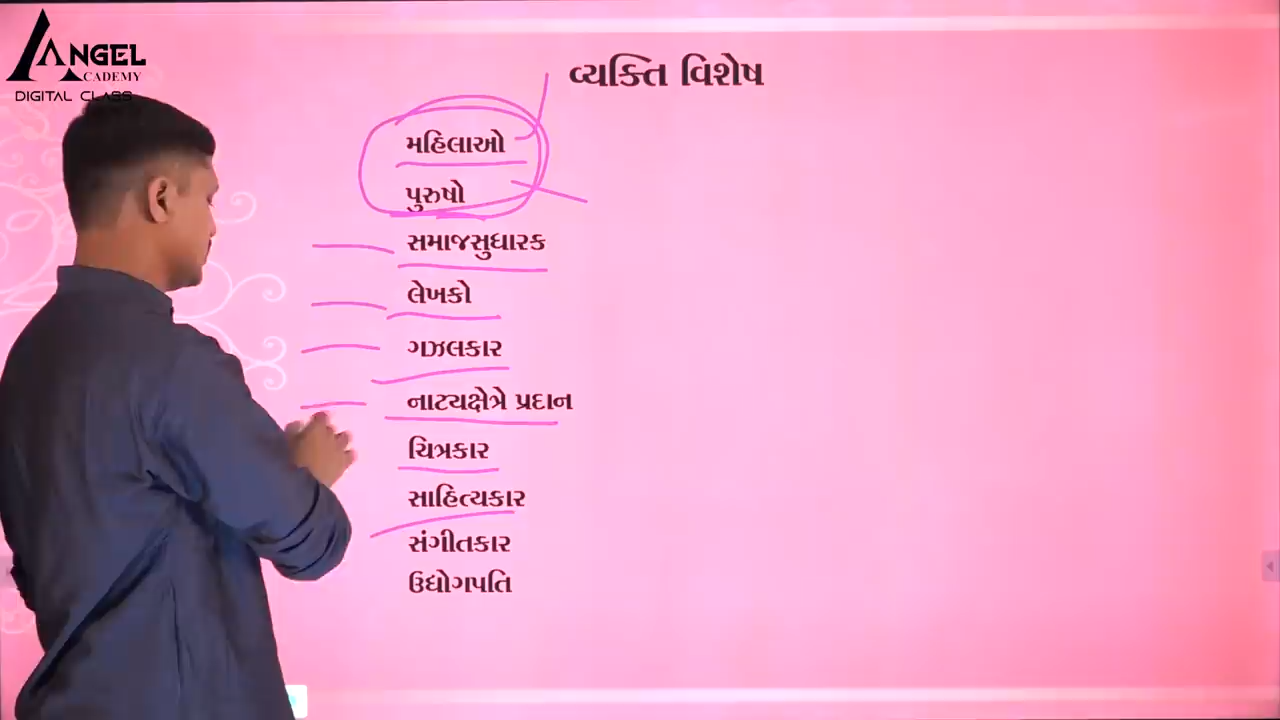 ANGEL
ACADEMY
DIGITAL CLASS
વ્યક્તિ વિશેષ
મહિલાઓ
પુરુષો
સમાજસુધારક
લેખકો
ગઝલકાર
નાટ્યક્ષેત્રે પ્રદાન
ચિત્રકાર
સાહિત્યકાર
સંગીતકાર
ઉદ્યોગપતિ